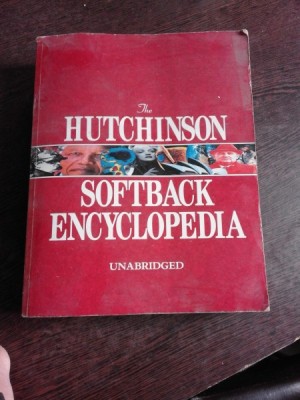 The
HUTCHINSON
SOFTBACK
ENCYCLOPEDIA
UNABRIDGED